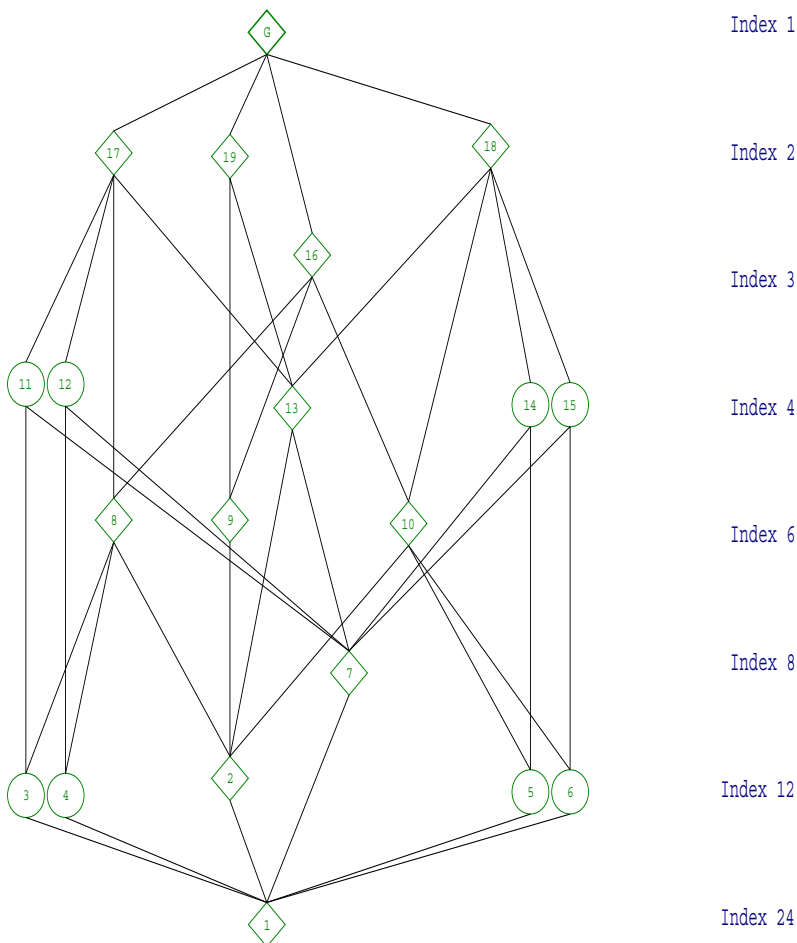 G Index 1
17 19 18 Index 2
16 Index 3
11 12 13 14 15 Index 4
8 9 10 Index 6
7 Index 8
3 4 2 5 6 Index 12
1 Index 24